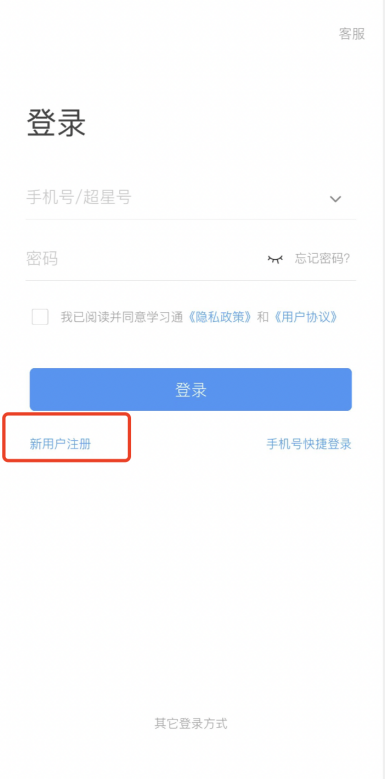 客服
登录
手机号/超星号
密码 忘记密码?
我已阅读并同意学习通《隐私政策》和《用户协议》
登录
新用户注册 手机号快捷登录
其它登录方式